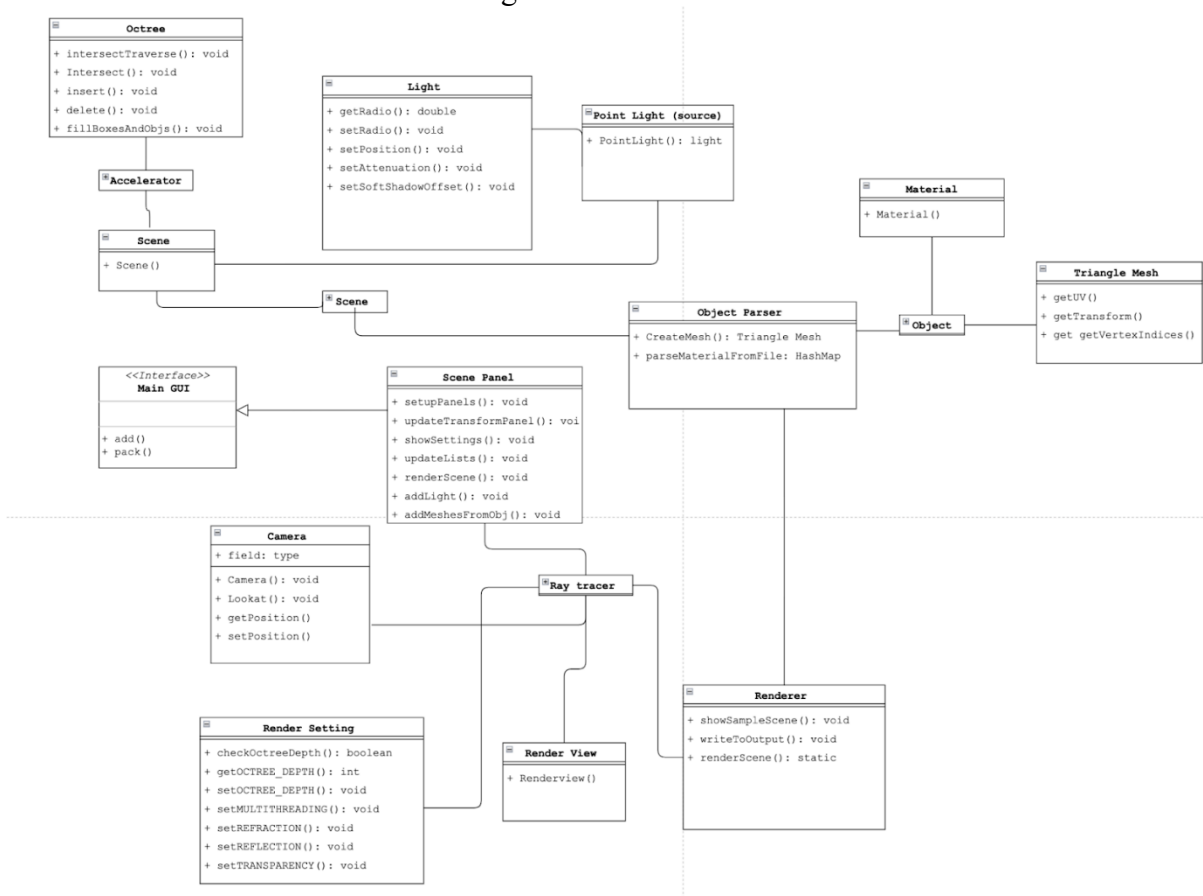 Octree
+ intersectTraverse(): void
+ Intersect(): void
+ insert(): void
+ delete(): void
+ fillBoxesAndObjs(): void
Accelerator
Scene
+ Scene()
Light
+ getRadio(): double
+ setRadio(): void
+ setPosition(): void
+ setAttenuation(): void
+ setSoftShadowOffset(): void
Point Light (source)
+ PointLight(): light
Material
+ Material()
Triangle Mesh
+ getUV()
+ getTransform()
+ get getVertexIndices()
Scene
Object Parser
+ CreateMesh(): Triangle Mesh
+ parseMaterialFromFile: HashMap
Object
<<Interface>>
Main GUI
+ add()
+ pack()
Scene Panel
+ setupPanels(): void
+ updateTransformPanel(): voi
+ showSettings(): void
+ updateLists(): void
+ renderScene(): void
+ addLight(): void
+ addMeshesFromObj(): void
Camera
+ field: type
+ Camera(): void
+ Lookat(): void
+ getPosition()
+ setPosition()
Ray tracer
Render Setting
+ checkOctreeDepth(): boolean
+ getOCTREE_DEPTH(): int
+ setOCTREE_DEPTH(): void
+ setMULTITHREADING(): void
+ setREFRACTION(): void
+ setREFLECTION(): void
+ setTRANSPARENCY(): void
Render View
+ Renderview()
Renderer
+ showSampleScene(): void
+ writeToOutput(): void
+ renderScene(): static